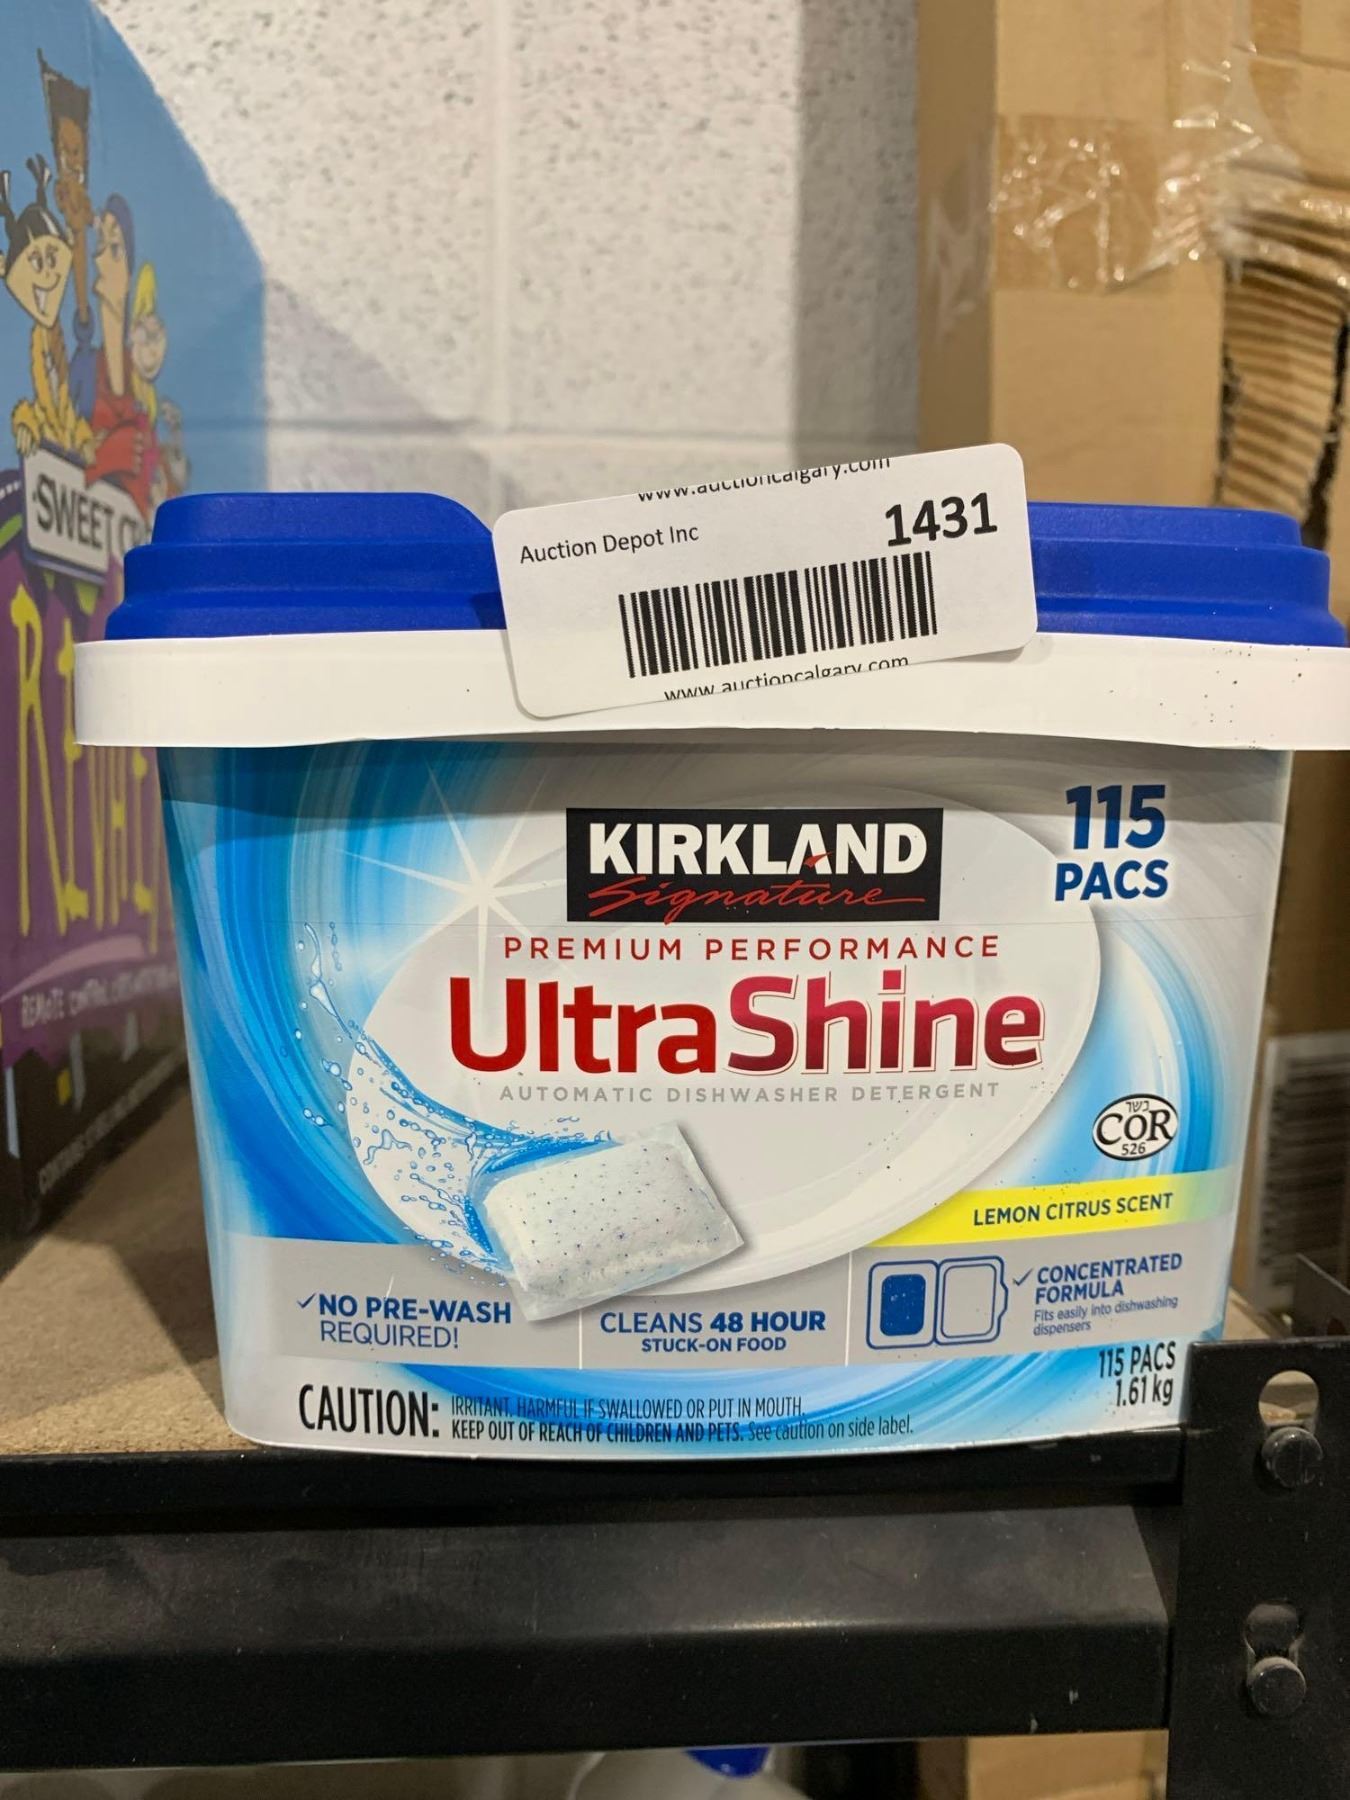 www.auctioncalgary.com
Auction Depot Inc
1431
www.auctioncalgary.com
SWEET
115
PACS
KIRKLAND
Signature
PREMIUM PERFORMANCE
UltraShine
AUTOMATIC DISHWASHER DETERGENT
כשר
COR
526
LEMON CITRUS SCENT
NO PRE-WASH
REQUIRED!
CLEANS 48 HOUR
STUCK-ON FOOD
CONCENTRATED
FORMULA
Fits easily into dishwashing
dispensers
115 PACS
1.61 kg
CAUTION:
IRRITANT. HARMFUL IF SWALLOWED OR PUT IN MOUTH.
KEEP OUT OF REACH OF CHILDREN AND PETS. See caution on side label.